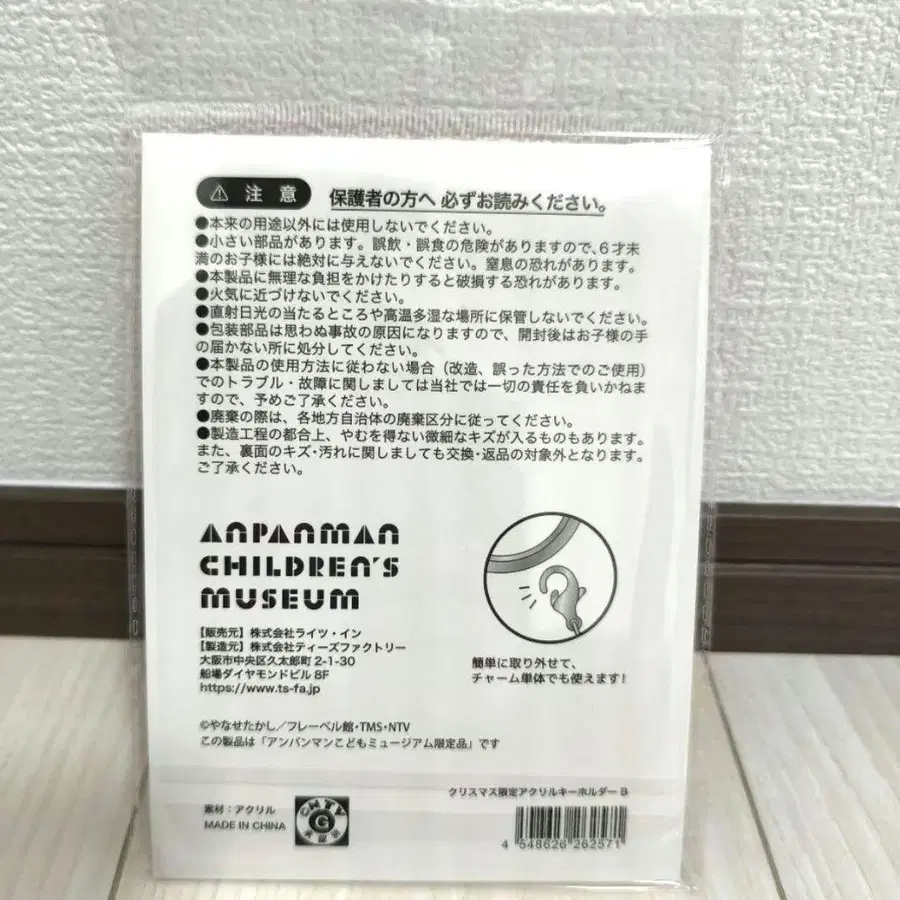 ⚠ 注意 保護者の方へ 必ずお読みください。
●本来の用途以外には使用しないでください。
●小さい部品があります。誤飲・誤食の危険がありますので、6才未
満のお子様には絶対に与えないでください。窒息の恐れがあります。
●本製品に無理な負担をかけたりすると破損する恐れがあります。
●火気に近づけないでください。
●直射日光の当たるところや高温多湿な場所に保管しないでください。
●包装部品は思わぬ事故の原因になりますので、開封後はお子様の手
の届かない所に処分してください。
●本製品の使用方法に従わない場合（改造、誤った方法でのご使用）
でのトラブル・故障に関しましては当社では一切の責任を負いかねま
すので、予めご了承ください。
●廃棄の際は、各地方自治体の廃棄区分に従ってください。
●製造工程の都合上、やむを得ない微細なキズが入るものもあります。
また、裏面のキズ・汚れに関しましても交換・返品の対象外となります。
ご了承ください。
ANPANMAN
CHILDREN'S
MUSEUM
【販売元】株式会社ライツ・イン
【製造元】株式会社ティーズファクトリー
大阪市中央区久太郎町 2-1-30
船場ダイヤモンドビル 8F
https://www.ts-fa.jp
簡単に取り外せて、
チャーム単体でも使えます!
©やなせたかし／フレーベル館・TMS・NTV
この製品は「アンパンマンこどもミュージアム限定品」です
クリスマス限定アクリルキーホルダー B
素材：アクリル
MADE IN CHINA
G
4 548626 262571